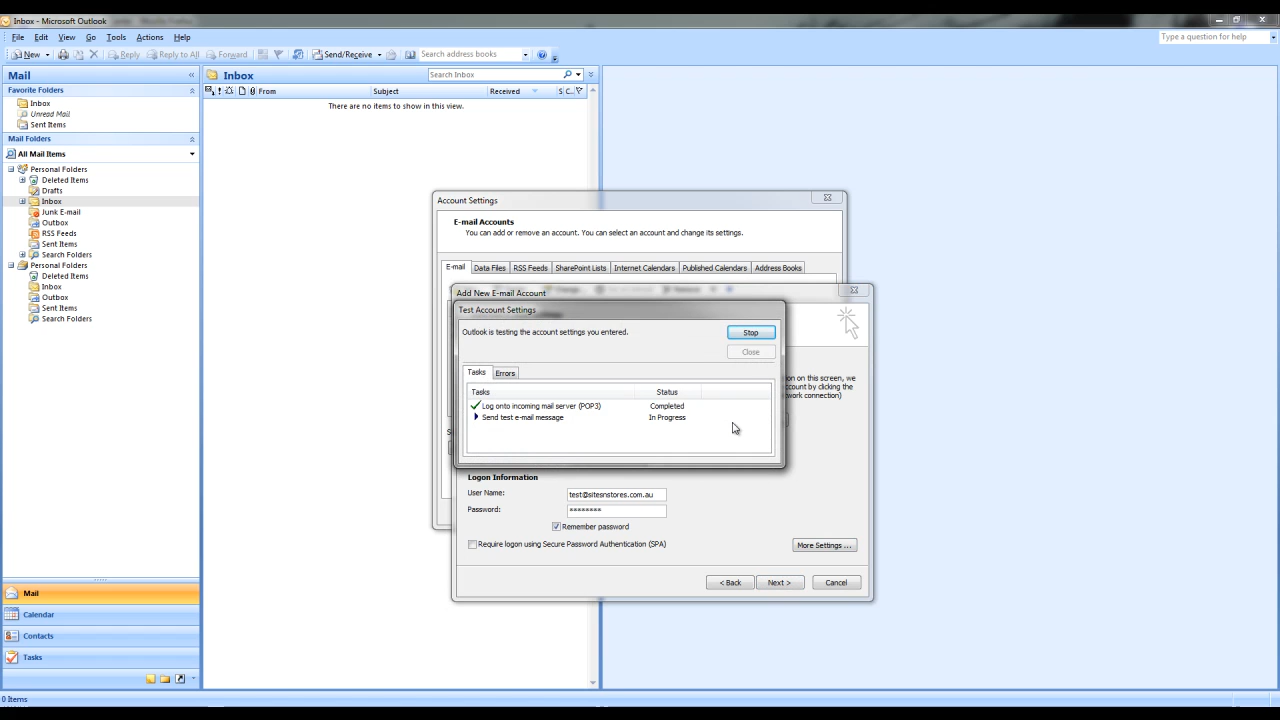 Inbox - Microsoft Outlook
File Edit View Go Tools Actions Help
Type a question for help
New Reply Reply to All Forward Send/Receive Search address books
Mail «
Favorite Folders
Inbox
Unread Mail
Sent Items
Mail Folders
All Mail Items
Personal Folders
Deleted Items
Drafts
Inbox
Junk E-mail
Outbox
RSS Feeds
Sent Items
Search Folders
Personal Folders
Deleted Items
Inbox
Outbox
Sent Items
Search Folders
Mail
Calendar
Contacts
Tasks
0 Items
Inbox
Search Inbox
From Subject Received S C..
There are no items to show in this view.
Account Settings
E-mail Accounts
You can add or remove an account. You can select an account and change its settings.
E-mail Data Files RSS Feeds SharePoint Lists Internet Calendars Published Calendars Address Books
Add New E-mail Account
Test Account Settings
Outlook is testing the account settings you entered.
Stop
Close
Tasks Errors
Tasks Status
Log onto incoming mail server (POP3) Completed
Send test e-mail message In Progress
on on this screen, we
account by clicking the
work connection)
Logon Information
User Name: test@sitesnstores.com.au
Password: ********
Remember password
Require logon using Secure Password Authentication (SPA)
More Settings ...
< Back Next > Cancel